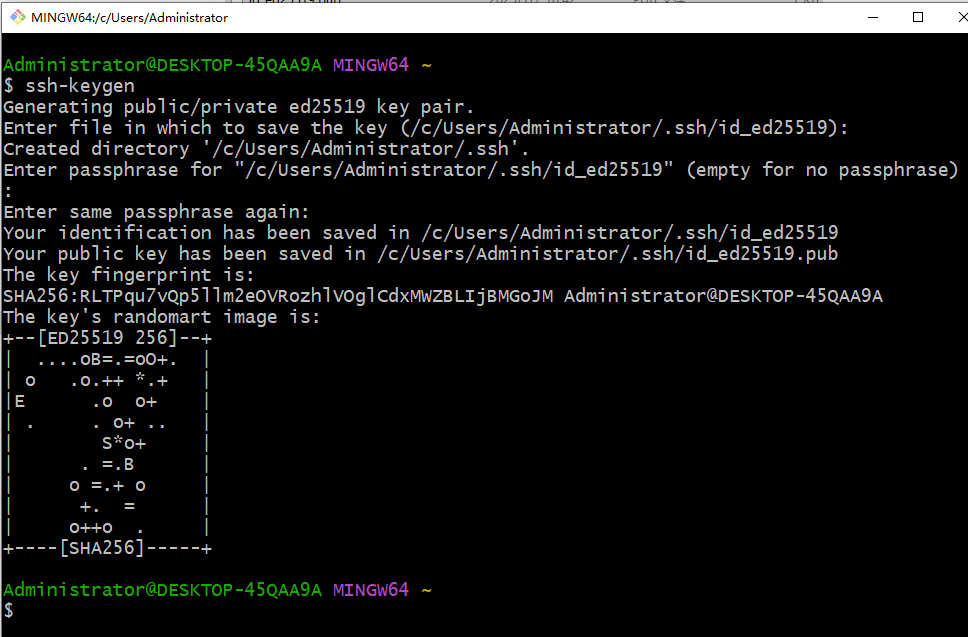 MINGW64:/c/Users/Administrator
Administrator@DESKTOP-45QAA9A MINGW64 ~
$ ssh-keygen
Generating public/private ed25519 key pair.
Enter file in which to save the key (/c/Users/Administrator/.ssh/id_ed25519):
Created directory '/c/Users/Administrator/.ssh'.
Enter passphrase for "/c/Users/Administrator/.ssh/id_ed25519" (empty for no passphrase)
:
Enter same passphrase again:
Your identification has been saved in /c/Users/Administrator/.ssh/id_ed25519
Your public key has been saved in /c/Users/Administrator/.ssh/id_ed25519.pub
The key fingerprint is:
SHA256:RLTPqu7vQp5llm2eOVRozhlVOglCdxMWZBLIjBMGoJM Administrator@DESKTOP-45QAA9A
The key's randomart image is:
+--[ED25519 256]--+
|  ....oB=.=oO+.  |
| o   .o.++ *.+   |
|E      .o  o+    |
| .     . o+ ..   |
|        S*o+     |
|      . =.B      |
|     o =.+ o     |
|      +.  =      |
|     o++o  .     |
+----[SHA256]-----+
Administrator@DESKTOP-45QAA9A MINGW64 ~
$